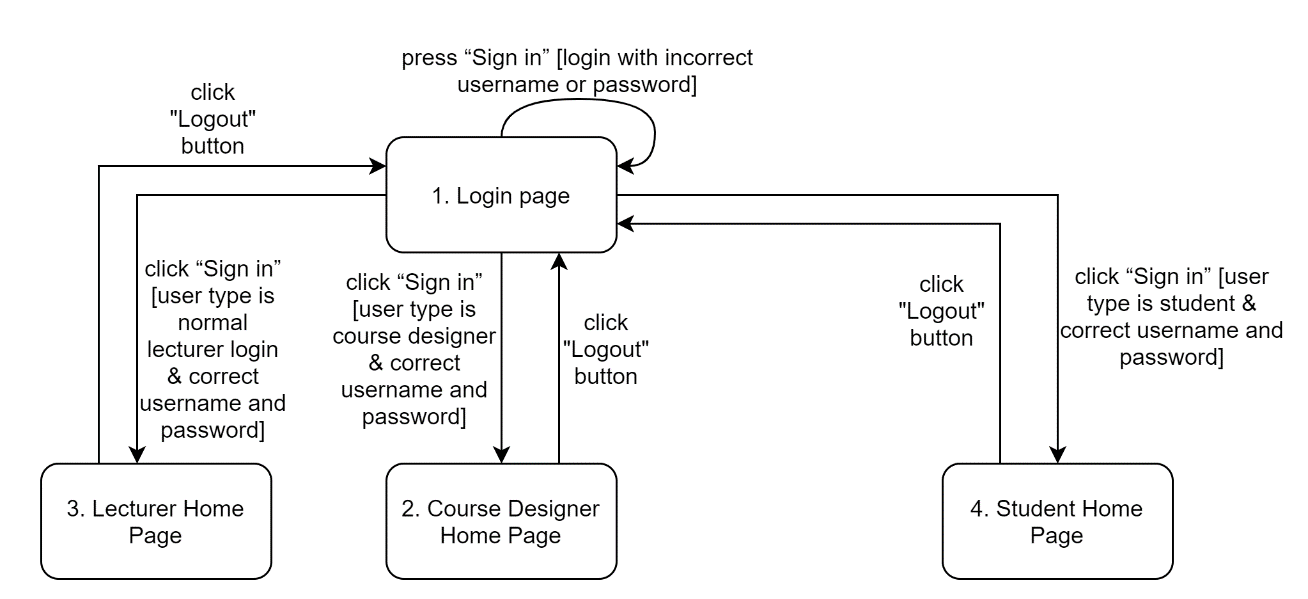 press “Sign in” [login with incorrect
username or password]
click
"Logout"
button
1. Login page
click “Sign in”
[user type is
normal
lecturer login
& correct
username and
password]
click “Sign in”
[user type is
course designer
& correct
username and
password]
click
"Logout"
button
click
"Logout"
button
click “Sign in” [user
type is student &
correct username and
password]
3. Lecturer Home
Page
2. Course Designer
Home Page
4. Student Home
Page